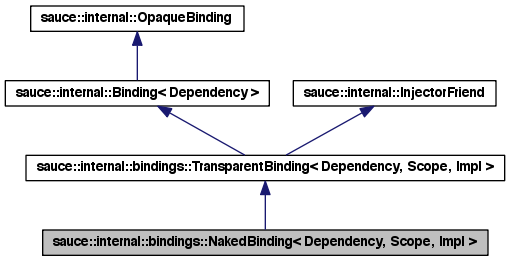 sauce::internal::OpaqueBinding
sauce::internal::Binding< Dependency >
sauce::internal::InjectorFriend
sauce::internal::bindings::TransparentBinding< Dependency, Scope, Impl >
sauce::internal::bindings::NakedBinding< Dependency, Scope, Impl >